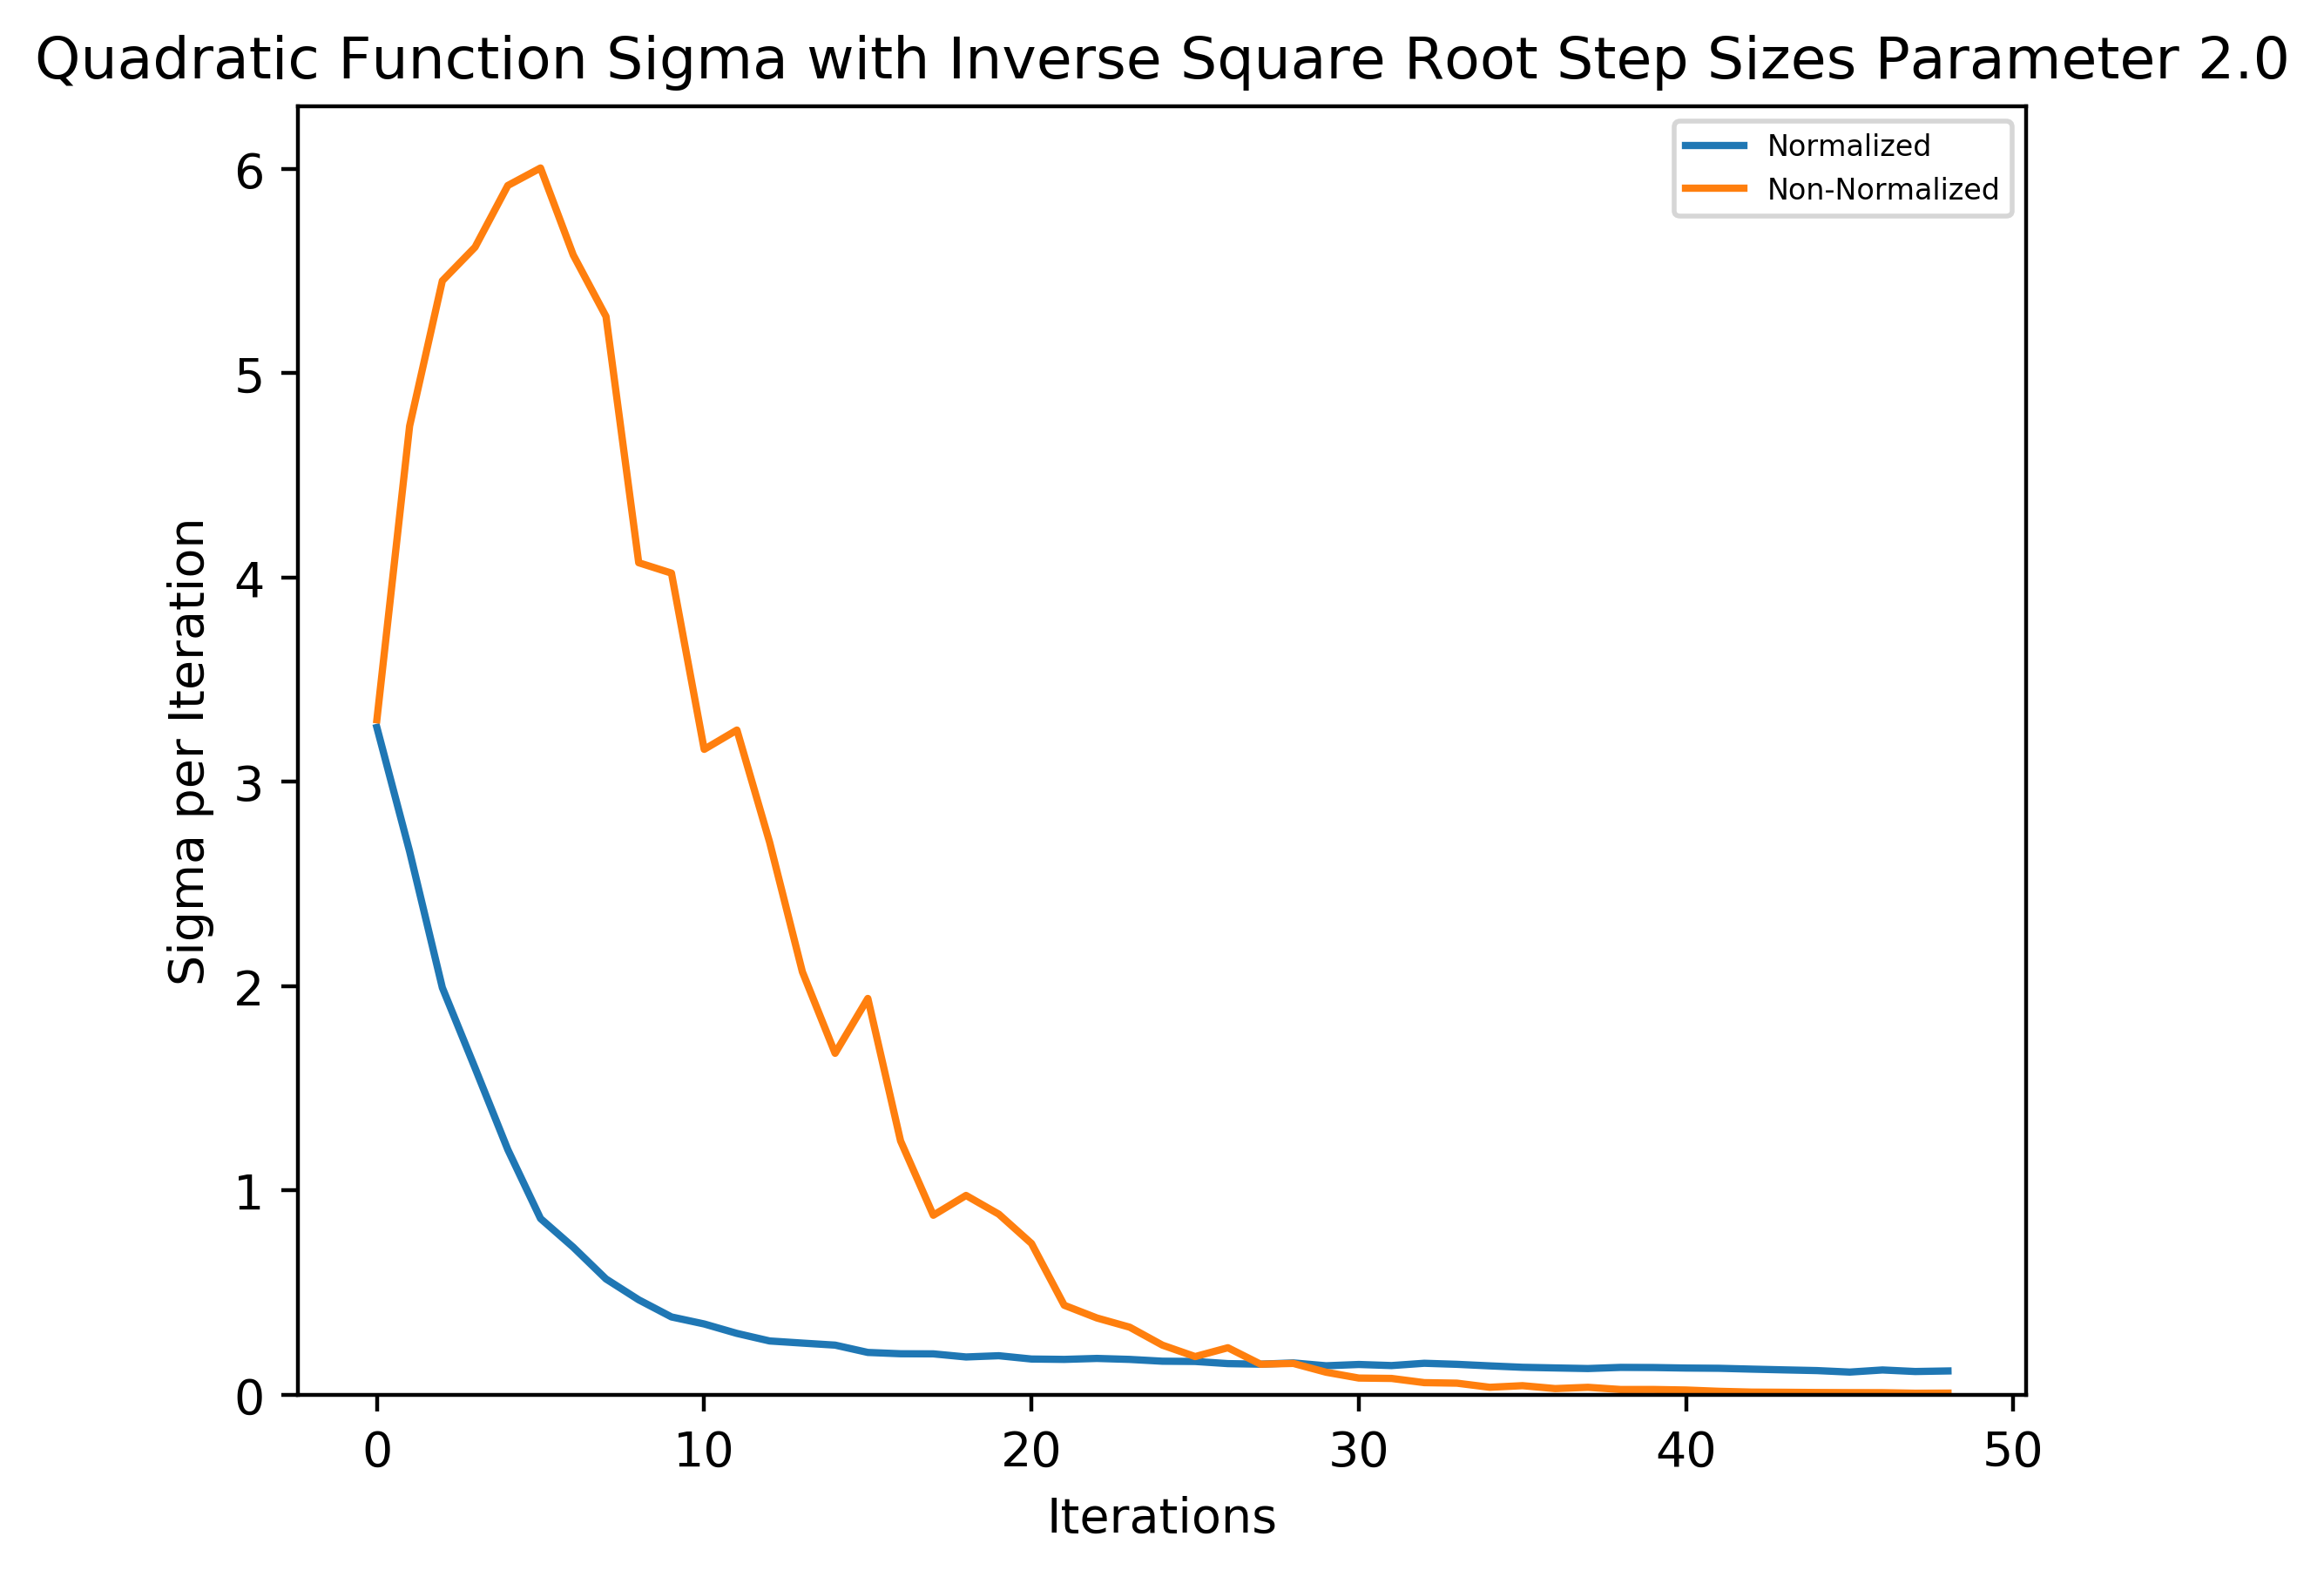 Quadratic Function Sigma with Inverse Square Root Step Sizes Parameter 2.0
Normalized
Non-Normalized
Sigma per Iteration
6
5
4
3
2
1
0
0 10 20 30 40 50
Iterations